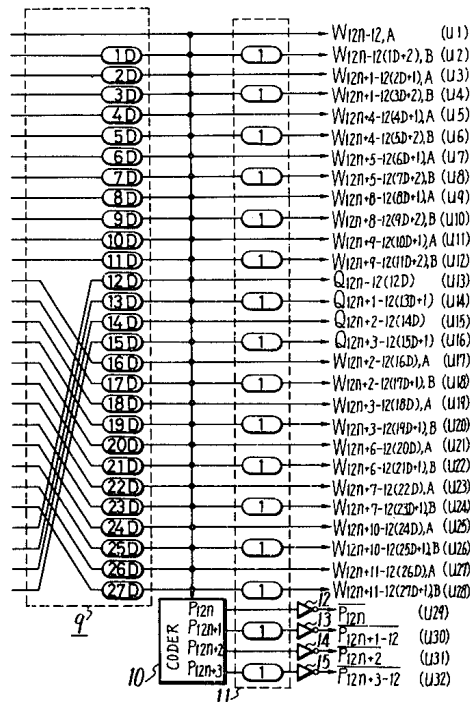 W12n-12,A (u1)
1D 1 W12n-12(1D+2),B (u2)
2D W12n+1-12(2D+1),A (u3)
3D 1 W12n+1-12(3D+2),B (u4)
4D W12n+4-12(4D+1),A (u5)
5D 1 W12n+4-12(5D+2),B (u6)
6D W12n+5-12(6D+1),A (u7)
7D 1 W12n+5-12(7D+2),B (u8)
8D W12n+8-12(8D+1),A (u9)
9D 1 W12n+8-12(9D+2),B (u10)
10D W12n+9-12(10D+1),A (u11)
11D 1 W12n+9-12(11D+2),B (u12)
12D Q12n-12(12D) (u13)
13D 1 Q12n+1-12(13D+1) (u14)
14D Q12n+2-12(14D) (u15)
15D 1 Q12n+3-12(15D+1) (u16)
16D W12n+2-12(16D),A (u17)
17D 1 W12n+2-12(17D+1),B (u18)
18D W12n+3-12(18D),A (u19)
19D 1 W12n+3-12(19D+1),B (u20)
20D W12n+6-12(20D),A (u21)
21D 1 W12n+6-12(21D+1),B (u22)
22D W12n+7-12(22D),A (u23)
23D 1 W12n+7-12(23D+1),B (u24)
24D W12n+10-12(24D),A (u25)
25D 1 W12n+10-12(25D+1),B (u26)
26D W12n+11-12(26D),A (u27)
27D 1 W12n+11-12(27D+1),B (u28)
9
P12n 12 P12n (u29)
P12n+1 1 13 P12n+1-12 (u30)
P12n+2 14 P12n+2 (u31)
P12n+3 1 15 P12n+3-12 (u32)
CODER
10
11